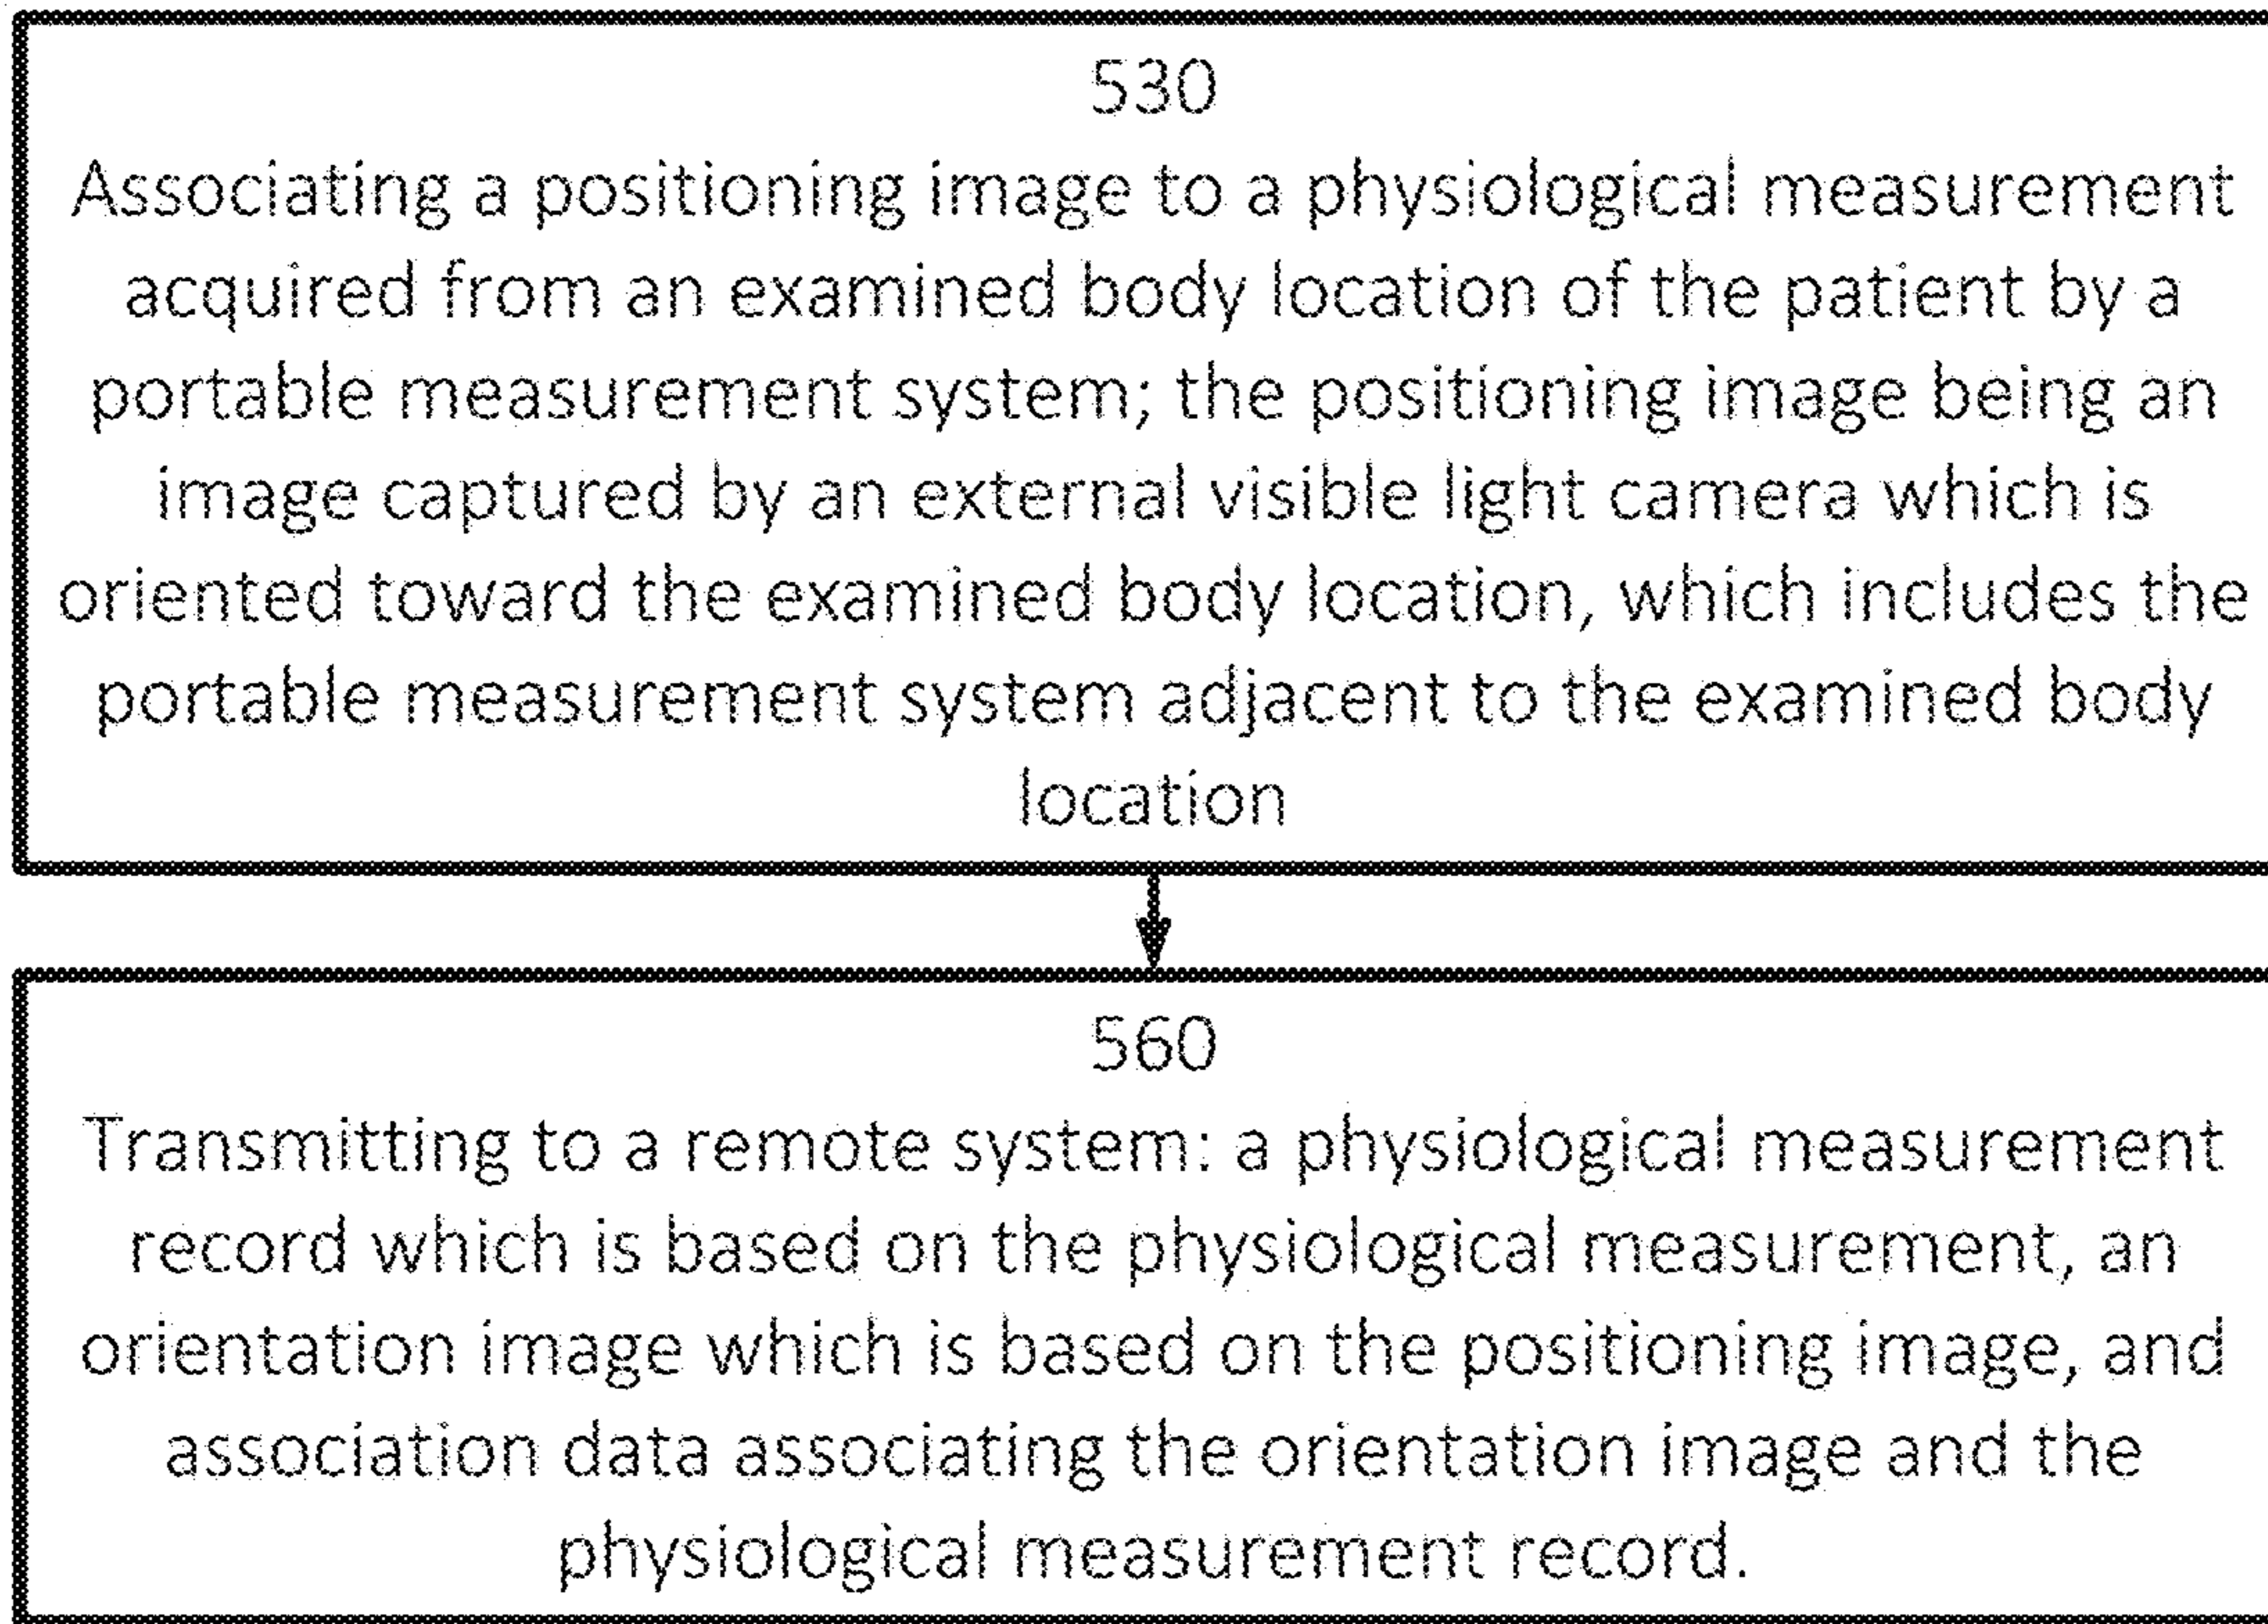 530
Associating a positioning image to a physiological measurement
acquired from an examined body location of the patient by a
portable measurement system; the positioning image being an
image captured by an external visible light camera which is
oriented toward the examined body location, which includes the
portable measurement system adjacent to the examined body
location
560
Transmitting to a remote system: a physiological measurement
record which is based on the physiological measurement, an
orientation image which is based on the positioning image, and
association data associating the orientation image and the
physiological measurement record.